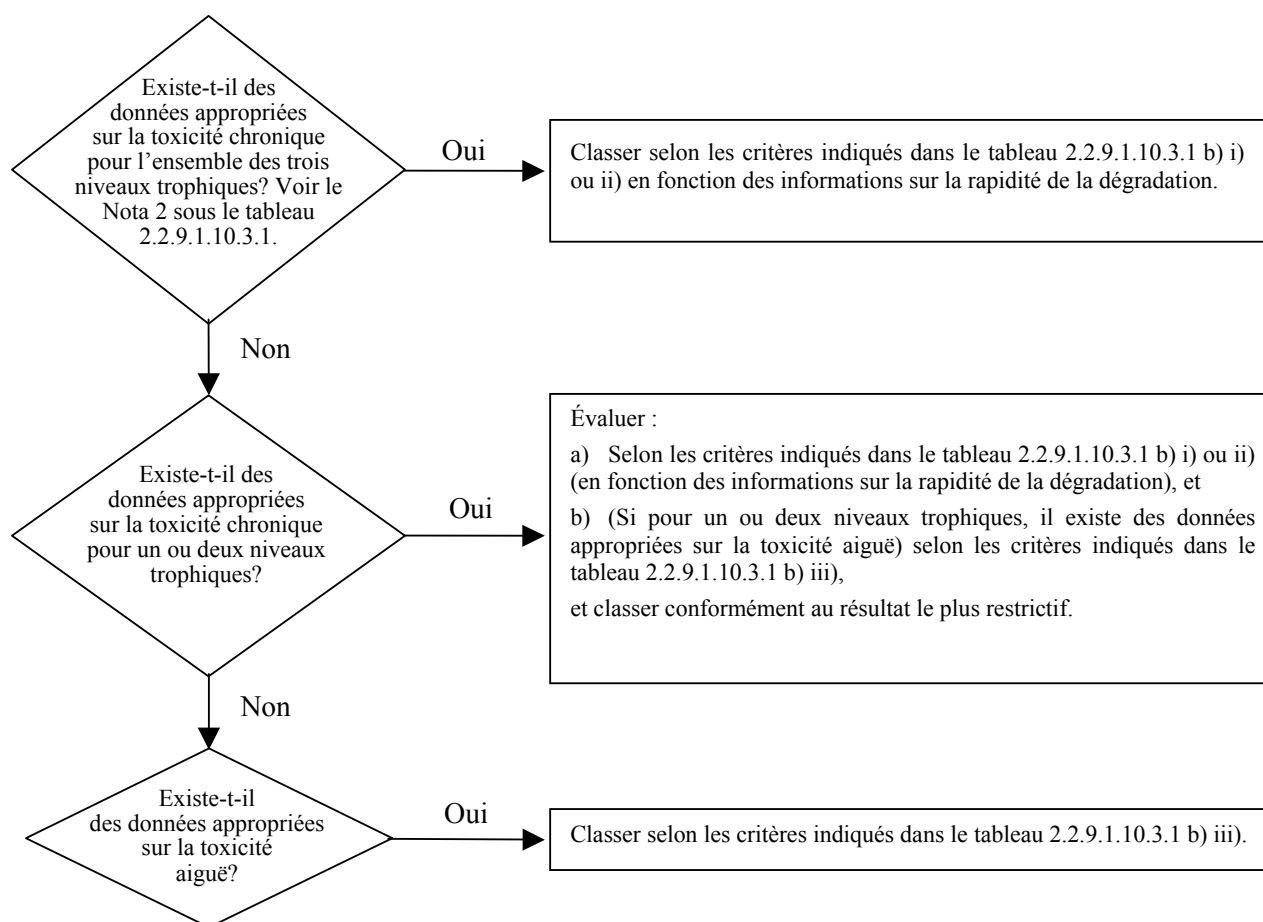 Existe-t-il des
données appropriées
sur la toxicité chronique
pour l’ensemble des trois
niveaux trophiques? Voir le
Nota 2 sous le tableau
2.2.9.1.10.3.1.
Oui
Classer selon les critères indiqués dans le tableau 2.2.9.1.10.3.1 b) i)
ou ii) en fonction des informations sur la rapidité de la dégradation.
Non
Existe-t-il des
données appropriées
sur la toxicité chronique
pour un ou deux niveaux
trophiques?
Oui
Évaluer :
a) Selon les critères indiqués dans le tableau 2.2.9.1.10.3.1 b) i) ou ii)
(en fonction des informations sur la rapidité de la dégradation), et
b) (Si pour un ou deux niveaux trophiques, il existe des données
appropriées sur la toxicité aiguë) selon les critères indiqués dans le
tableau 2.2.9.1.10.3.1 b) iii),
et classer conformément au résultat le plus restrictif.
Non
Existe-t-il
des données appropriées
sur la toxicité
aiguë?
Oui
Classer selon les critères indiqués dans le tableau 2.2.9.1.10.3.1 b) iii).